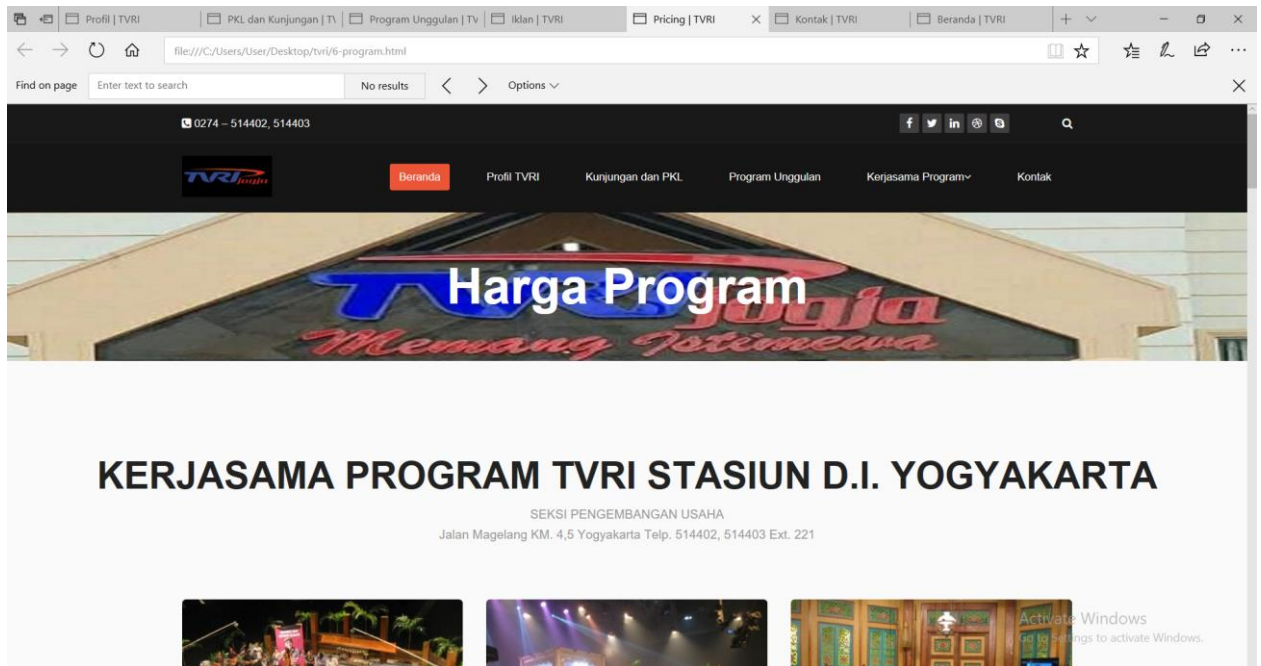 Profil | TVRI
PKL dan Kunjungan | T
Program Unggulan | TV
Iklan | TVRI
Pricing | TVRI
Kontak | TVRI
Beranda | TVRI
file:///C:/Users/User/Desktop/tvri/6-program.html
Find on page Enter text to search No results Options
0274 – 514402, 514403
TVRI jogja Beranda Profil TVRI Kunjungan dan PKL Program Unggulan Kerjasama Program Kontak
Harga Program
TVRI jogja
Memang Istimewa
KERJASAMA PROGRAM TVRI STASIUN D.I. YOGYAKARTA
SEKSI PENGEMBANGAN USAHA
Jalan Magelang KM. 4,5 Yogyakarta Telp. 514402, 514403 Ext. 221
Activate Windows
Go to Settings to activate Windows.